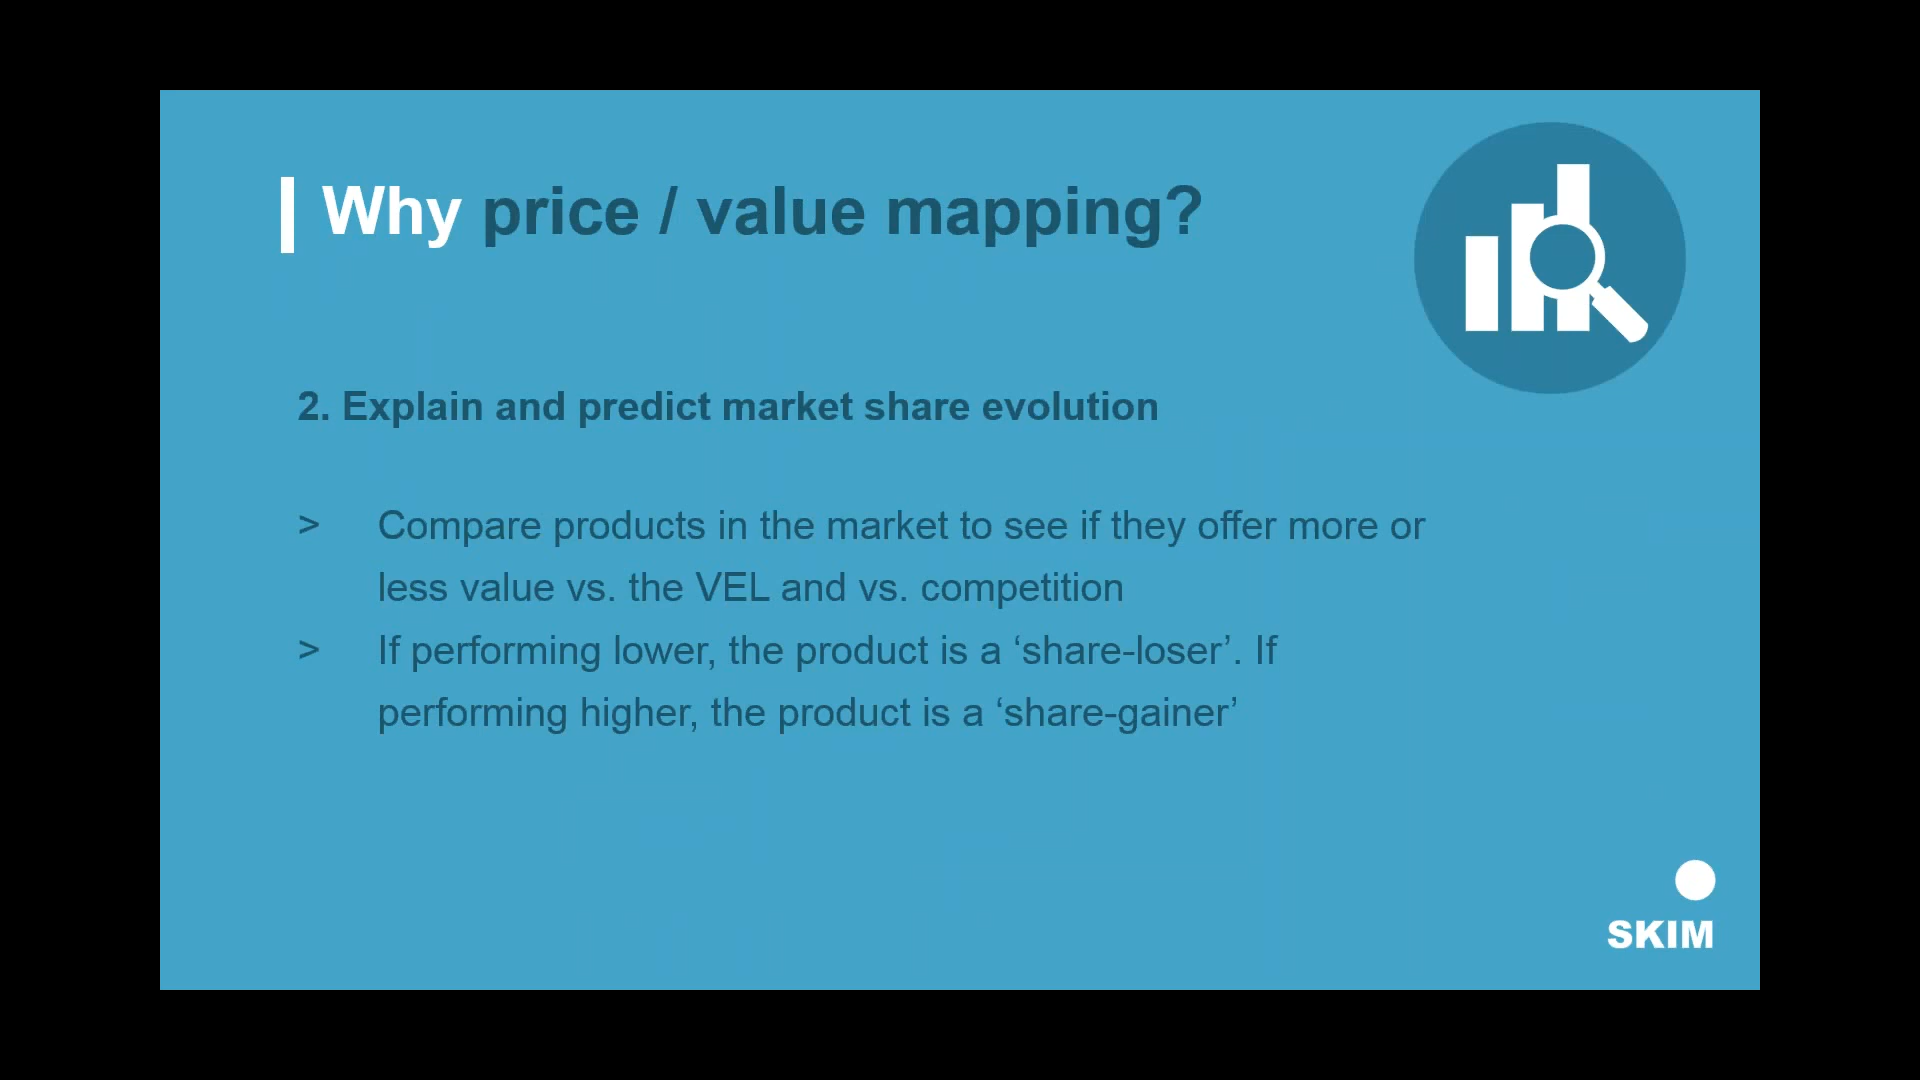 Why price / value mapping?
2. Explain and predict market share evolution
> Compare products in the market to see if they offer more or
less value vs. the VEL and vs. competition
> If performing lower, the product is a ‘share-loser’. If
performing higher, the product is a ‘share-gainer’
SKIM